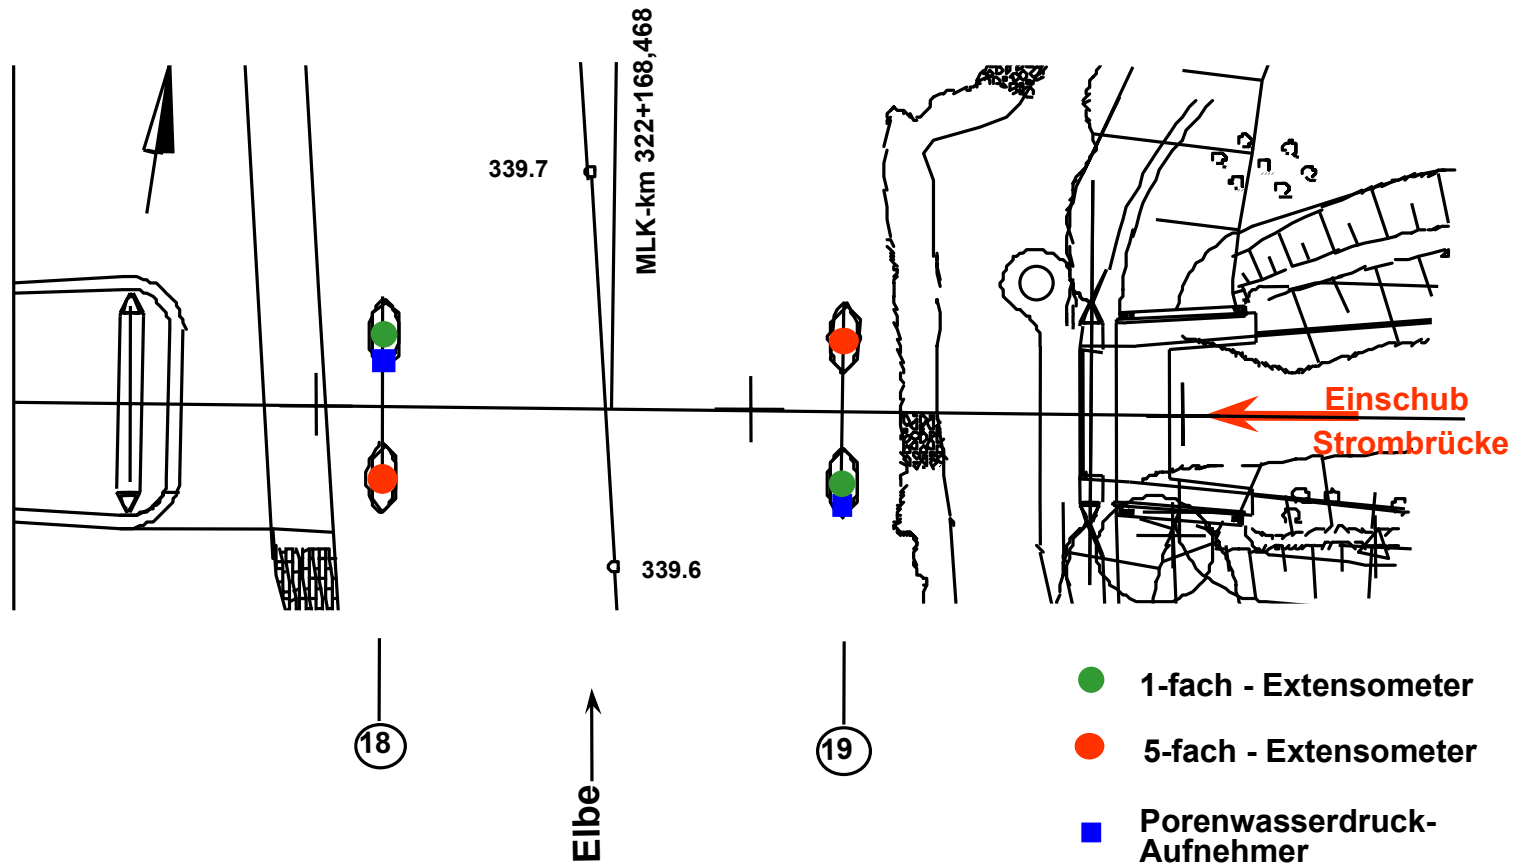 MLK-km 322+168,468
339.7
Einschub
Strombrücke
339.6
18
19
Elbe
1-fach - Extensometer
5-fach - Extensometer
Porenwasserdruck-
Aufnehmer